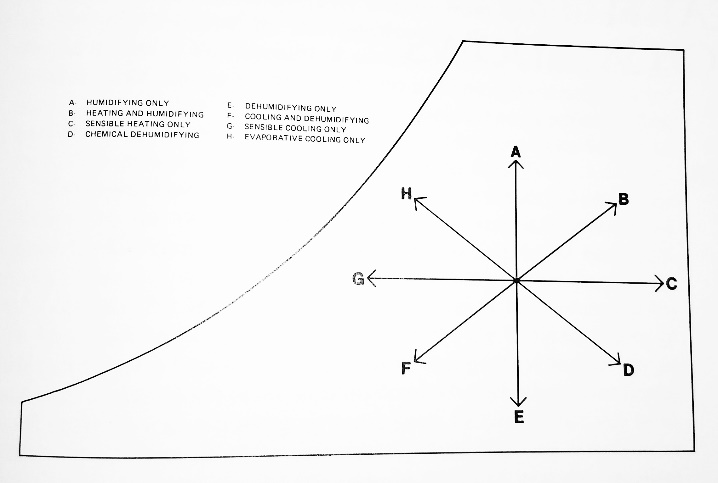 A- HUMIDIFYING ONLY
B- HEATING AND HUMIDIFYING
C- SENSIBLE HEATING ONLY
D- CHEMICAL DEHUMIDIFYING
E- DEHUMIDIFYING ONLY
F- COOLING AND DEHUMIDIFYING
G- SENSIBLE COOLING ONLY
H- EVAPORATIVE COOLING ONLY
A
H
B
G
C
F
D
E